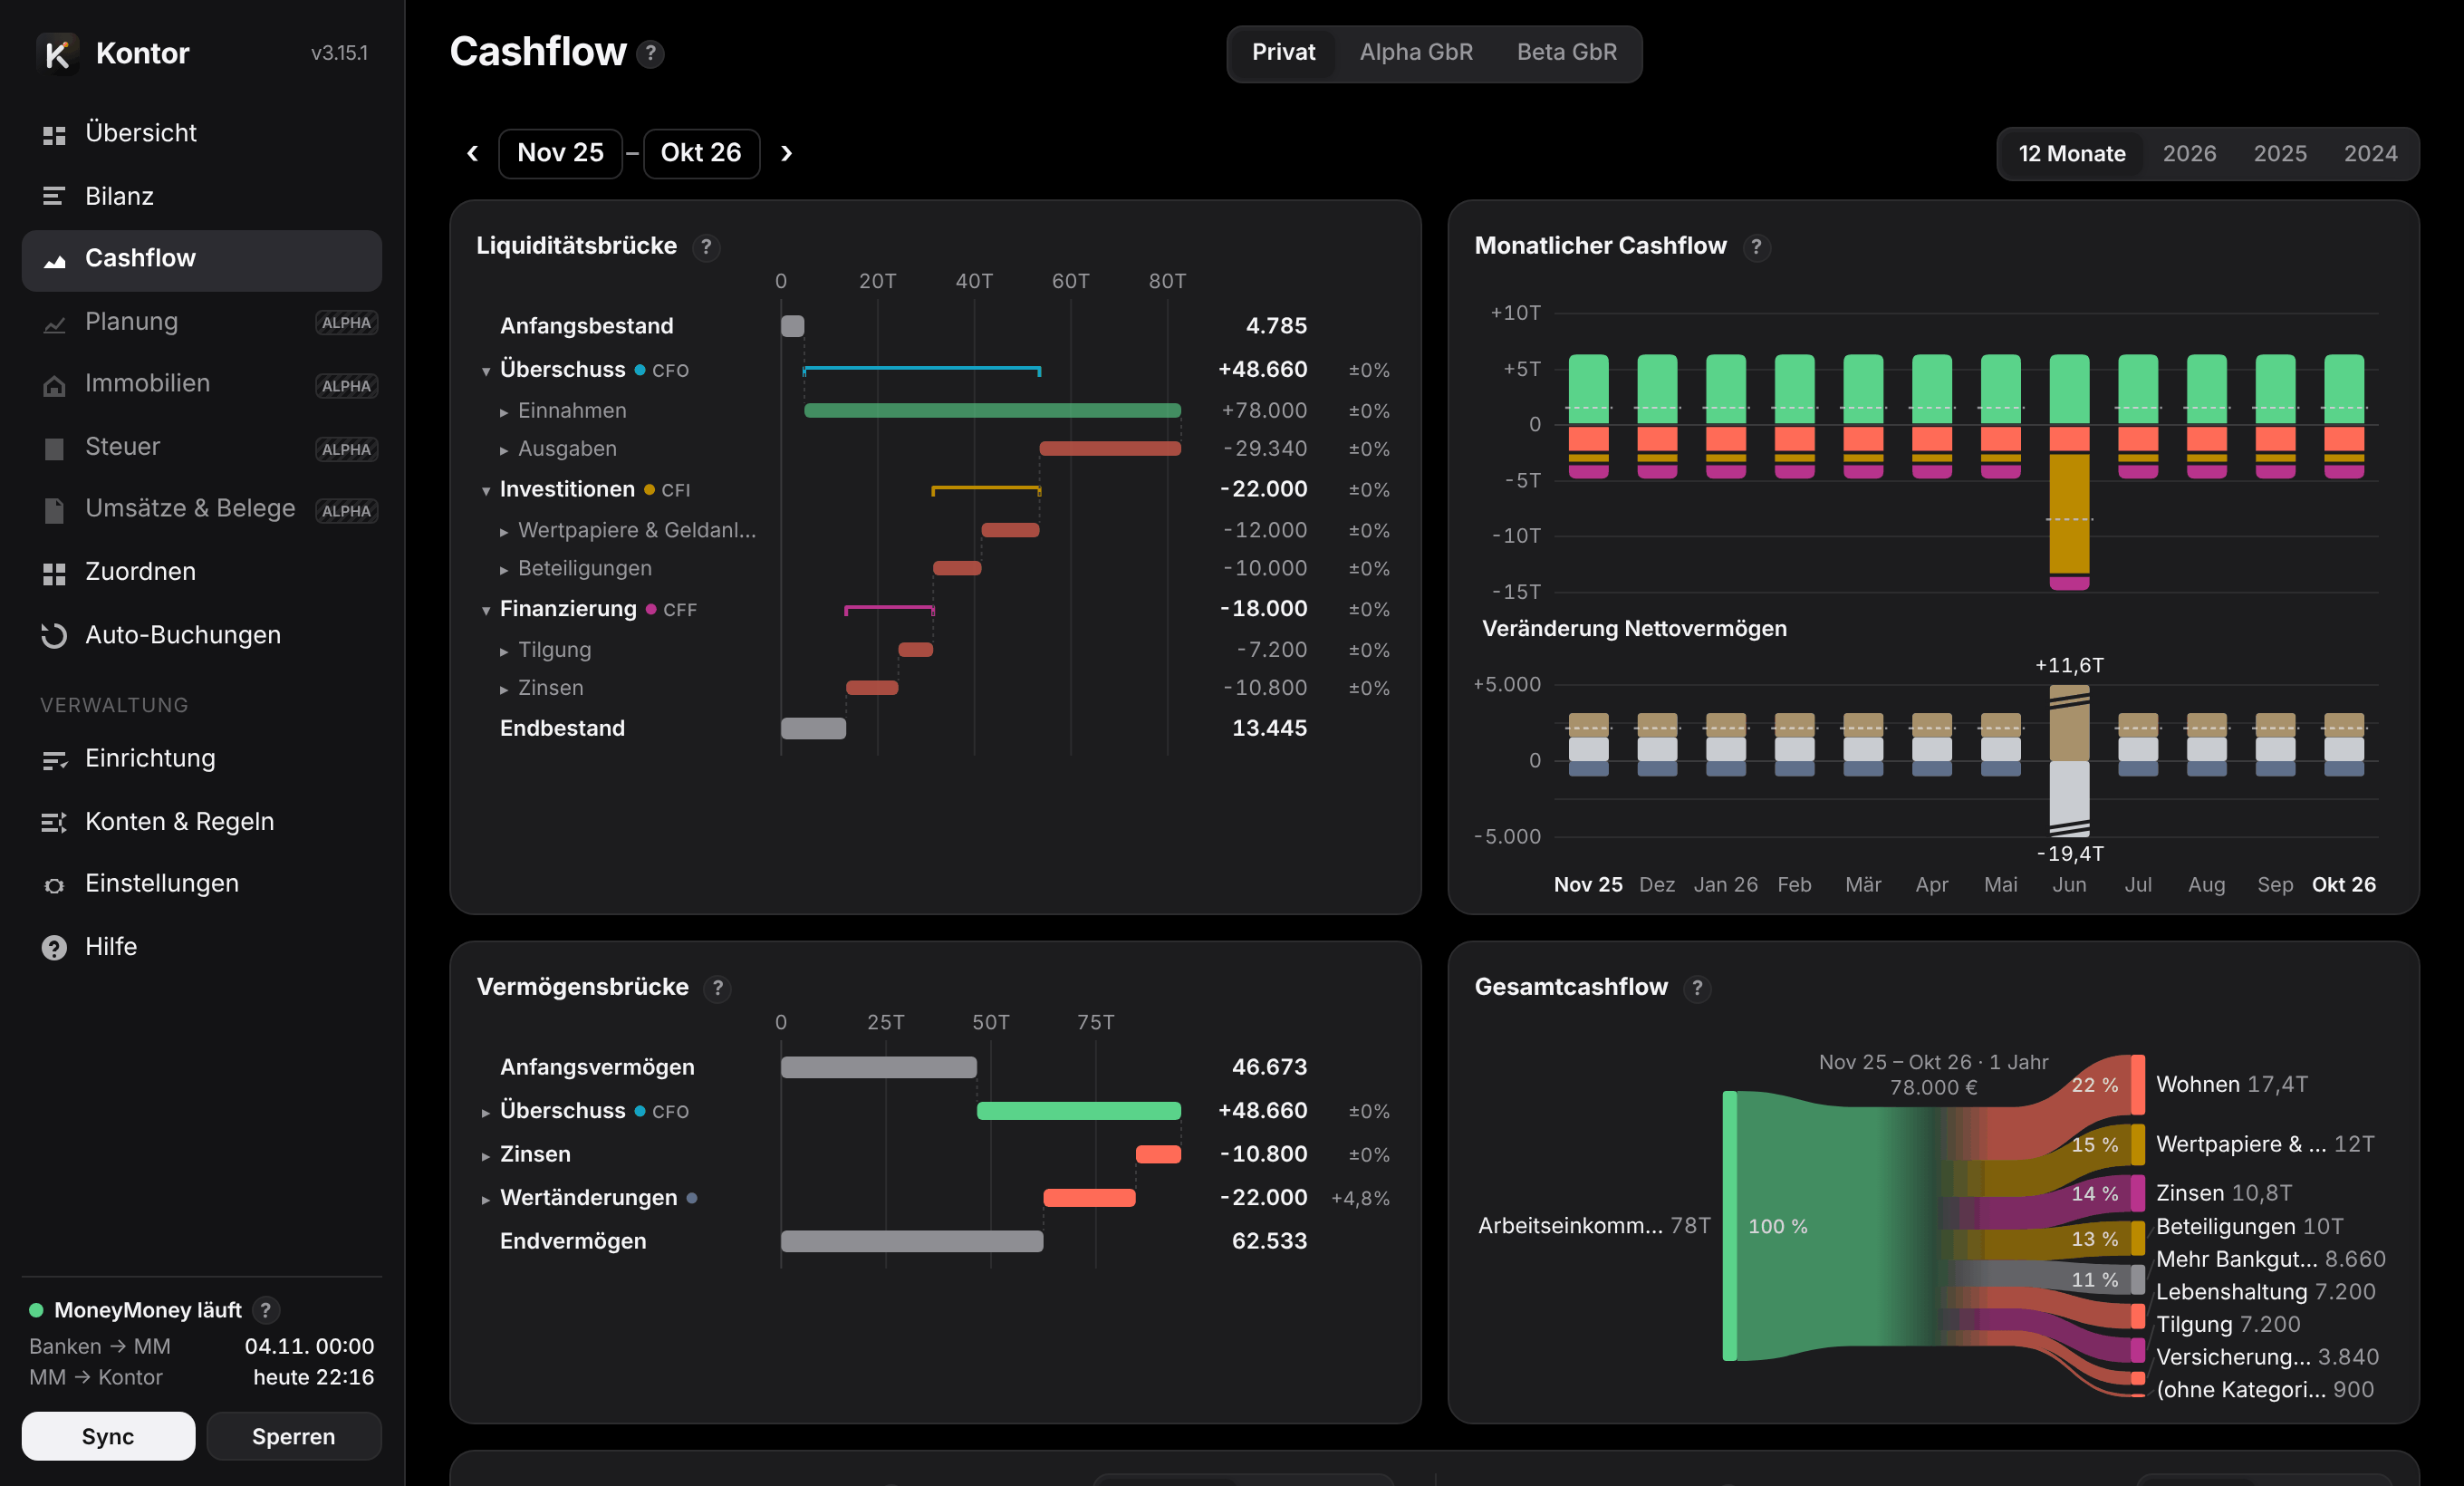 Kontor v3.15.1
Übersicht
Bilanz
Cashflow
Planung ALPHA
Immobilien ALPHA
Steuer ALPHA
Umsätze & Belege ALPHA
Zuordnen
Auto-Buchungen
VERWALTUNG
Einrichtung
Konten & Regeln
Einstellungen
Hilfe
MoneyMoney läuft ?
Banken → MM 04.11. 00:00
MM → Kontor heute 22:16
Sync Sperren
Cashflow ?
Privat Alpha GbR Beta GbR
‹ Nov 25 – Okt 26 ›
12 Monate 2026 2025 2024
Liquiditätsbrücke ?
0 20T 40T 60T 80T
Anfangsbestand 4.785
▾ Überschuss CFO +48.660 ±0%
▸ Einnahmen +78.000 ±0%
▸ Ausgaben -29.340 ±0%
▾ Investitionen CFI -22.000 ±0%
▸ Wertpapiere & Geldanl... -12.000 ±0%
▸ Beteiligungen -10.000 ±0%
▾ Finanzierung CFF -18.000 ±0%
▸ Tilgung -7.200 ±0%
▸ Zinsen -10.800 ±0%
Endbestand 13.445
Monatlicher Cashflow ?
+10T
+5T
0
-5T
-10T
-15T
Veränderung Nettovermögen
+11,6T
+5.000
0
-5.000
-19,4T
Nov 25 Dez Jan 26 Feb Mär Apr Mai Jun Jul Aug Sep Okt 26
Vermögensbrücke ?
0 25T 50T 75T
Anfangsvermögen 46.673
▸ Überschuss CFO +48.660 ±0%
▸ Zinsen -10.800 ±0%
▸ Wertänderungen -22.000 +4,8%
Endvermögen 62.533
Gesamtcashflow ?
Nov 25 – Okt 26 · 1 Jahr
78.000 €
Arbeitseinkomm... 78T 100 %
22 % Wohnen 17,4T
15 % Wertpapiere & ... 12T
14 % Zinsen 10,8T
13 % Beteiligungen 10T
11 % Mehr Bankgut... 8.660
Lebenshaltung 7.200
Tilgung 7.200
Versicherung... 3.840
(ohne Kategori... 900